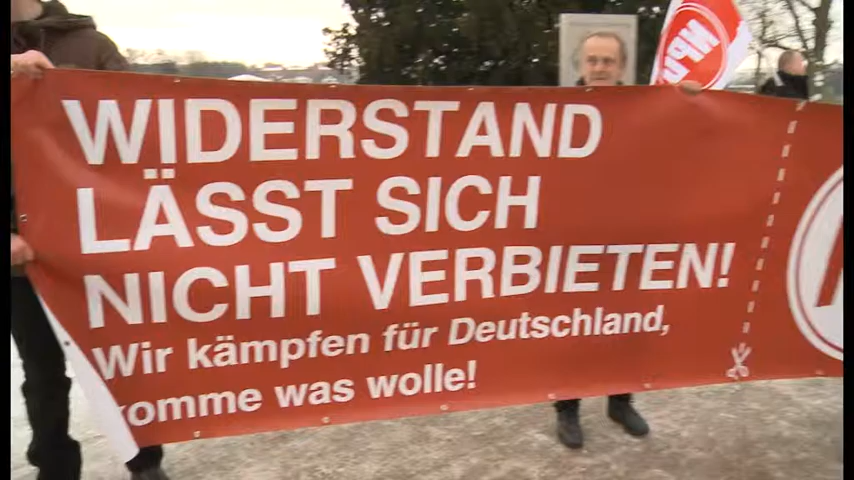 WIDERSTAND
LÄSST SICH
NICHT VERBIETEN!
Wir kämpfen für Deutschland,
komme was wolle!